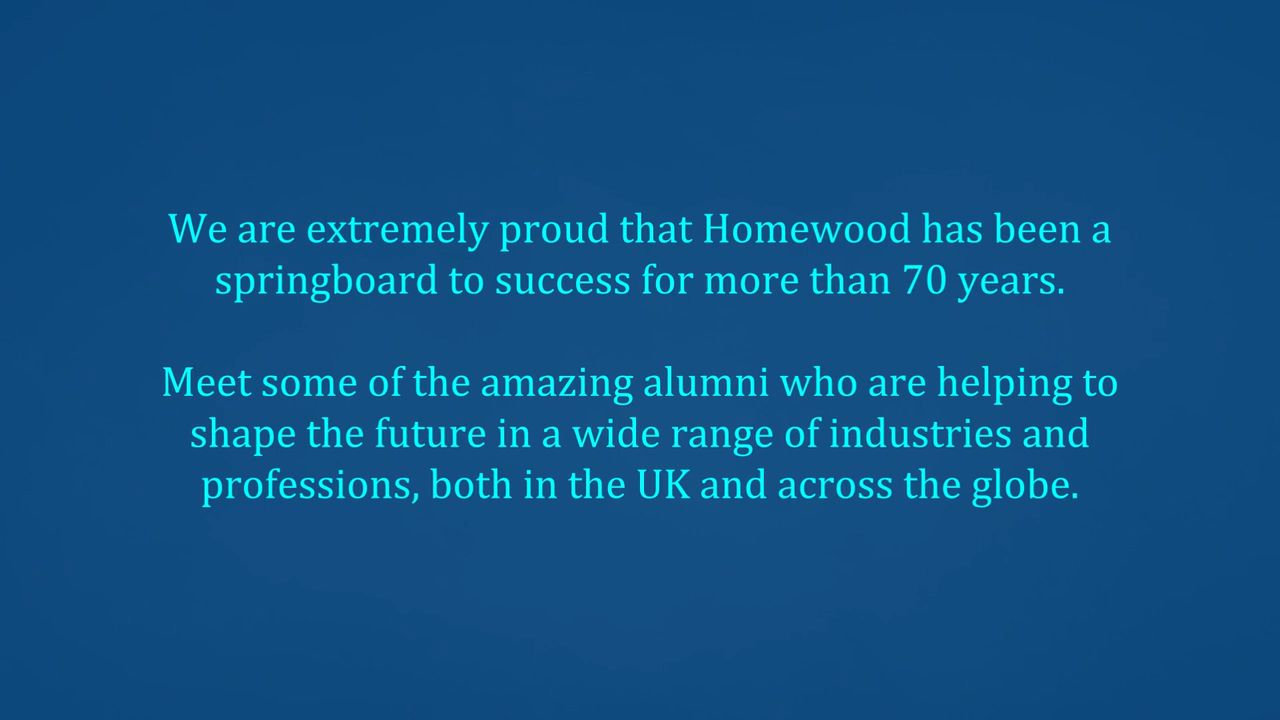 We are extremely proud that Homewood has been a
springboard to success for more than 70 years.
Meet some of the amazing alumni who are helping to
shape the future in a wide range of industries and
professions, both in the UK and across the globe.